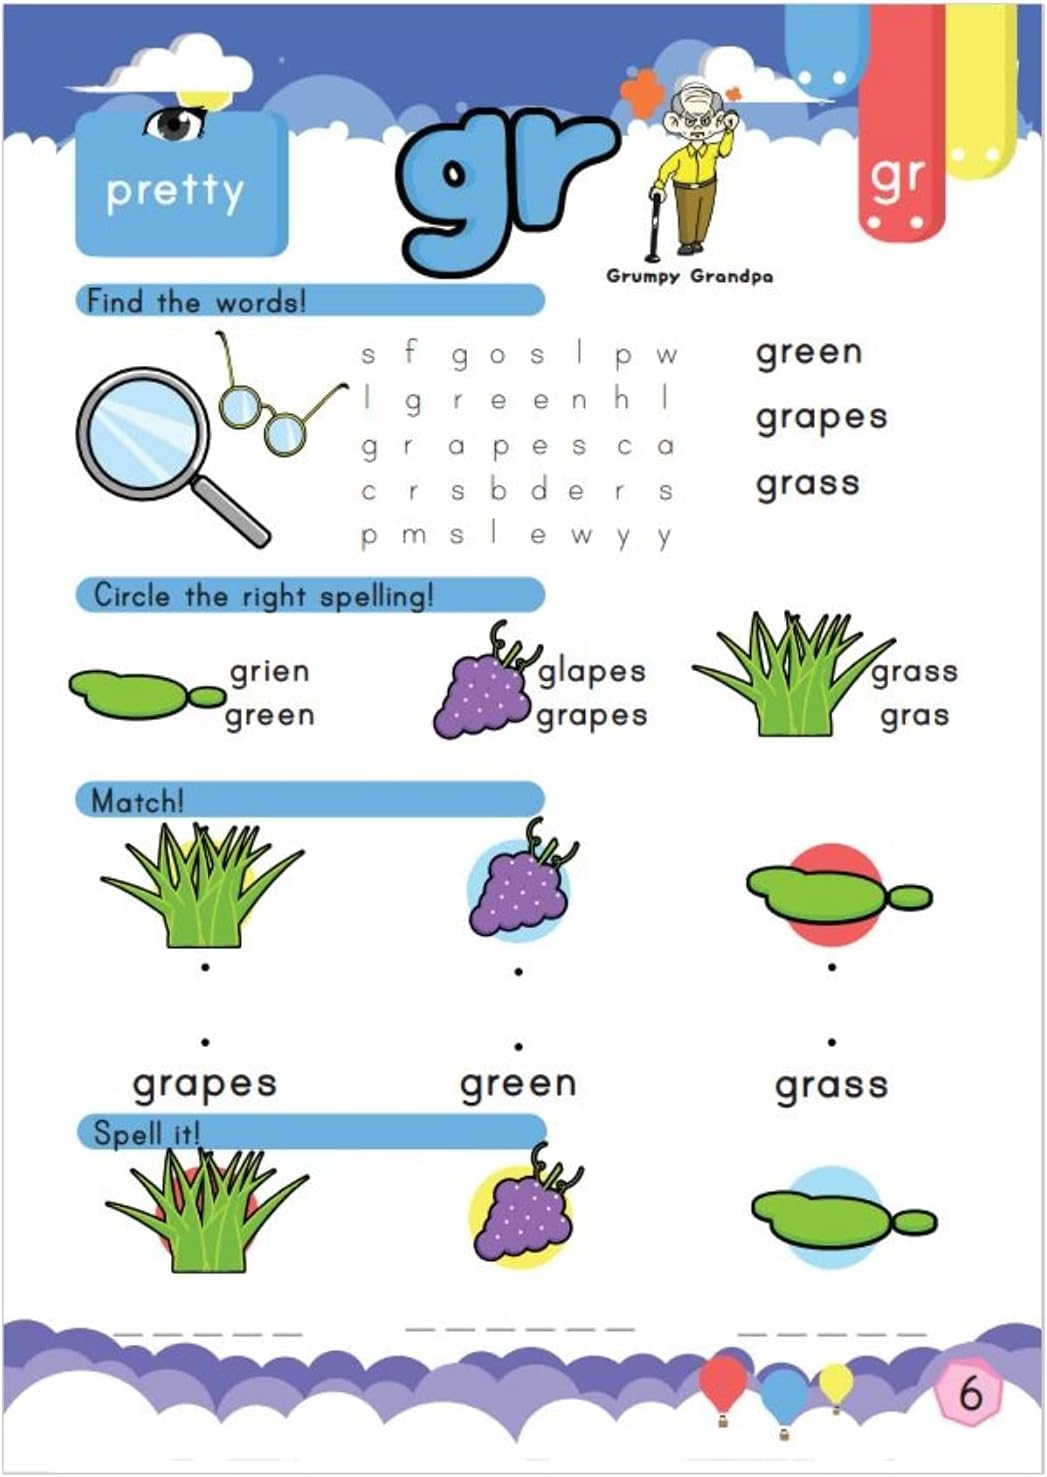 pretty
gr
gr
Grumpy Grandpa
Find the words!
s f g o s l p w
l g r e e n h l
g r a p e s c a
c r s b d e r s
p m s l e w y y
green
grapes
grass
Circle the right spelling!
grien
green
glapes
grapes
grass
gras
Match!
grapes green grass
Spell it!
6